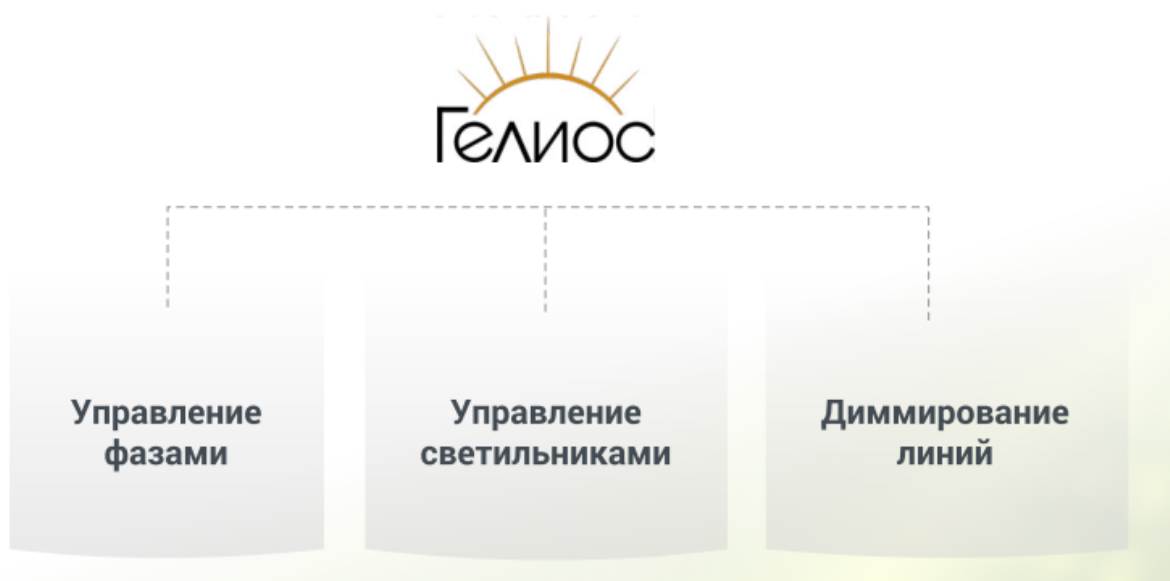 Гелиос
Управление
фазами
Управление
светильниками
Диммирование
линий